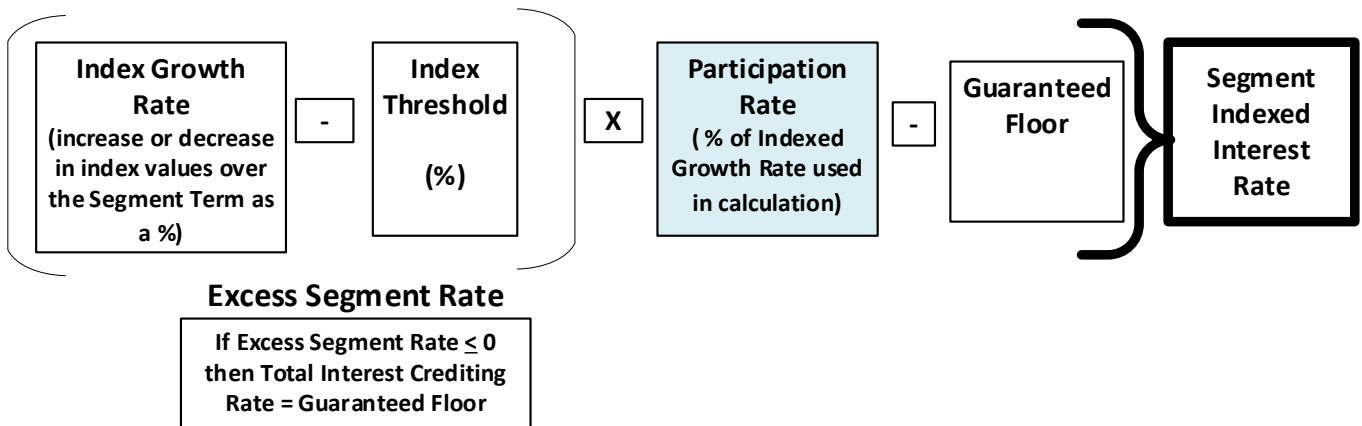 Index Growth
Rate
(increase or decrease
in index values over
the Segment Term as
a %)
-
Index
Threshold
(%)
X
Participation
Rate
( % of Indexed
Growth Rate used
in calculation)
-
Guaranteed
Floor
Segment
Indexed
Interest
Rate
Excess Segment Rate
If Excess Segment Rate ≤ 0
then Total Interest Crediting
Rate = Guaranteed Floor